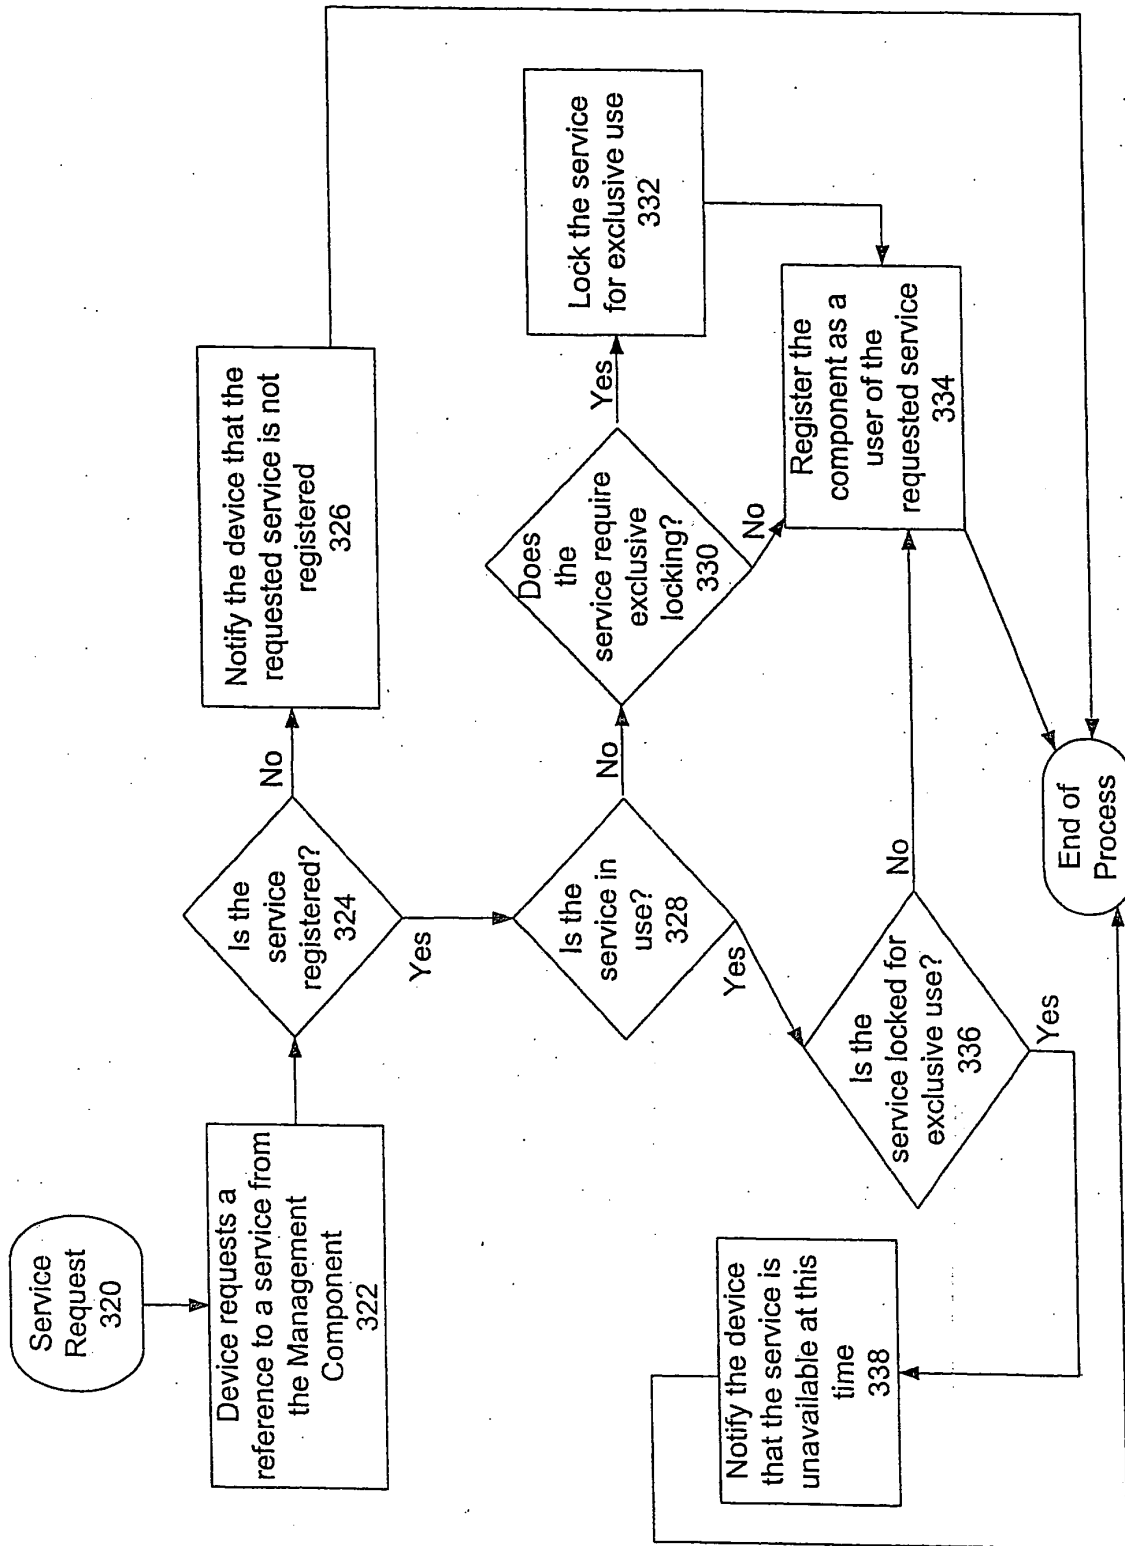 Service
Request
320
Device requests a
reference to a service from
the Management
Component
322
Is the
service
registered?
324
No
Notify the device that the
requested service is not
registered
326
Yes
Is the
service in
use?
328
No
Does
the
service require
exclusive
locking?
330
Yes
Lock the service
for exclusive use
332
No
Register the
component as a
user of the
requested service
334
Yes
Is the
service locked for
exclusive use?
336
No
Yes
Notify the device
that the service is
unavailable at this
time
338
End of
Process